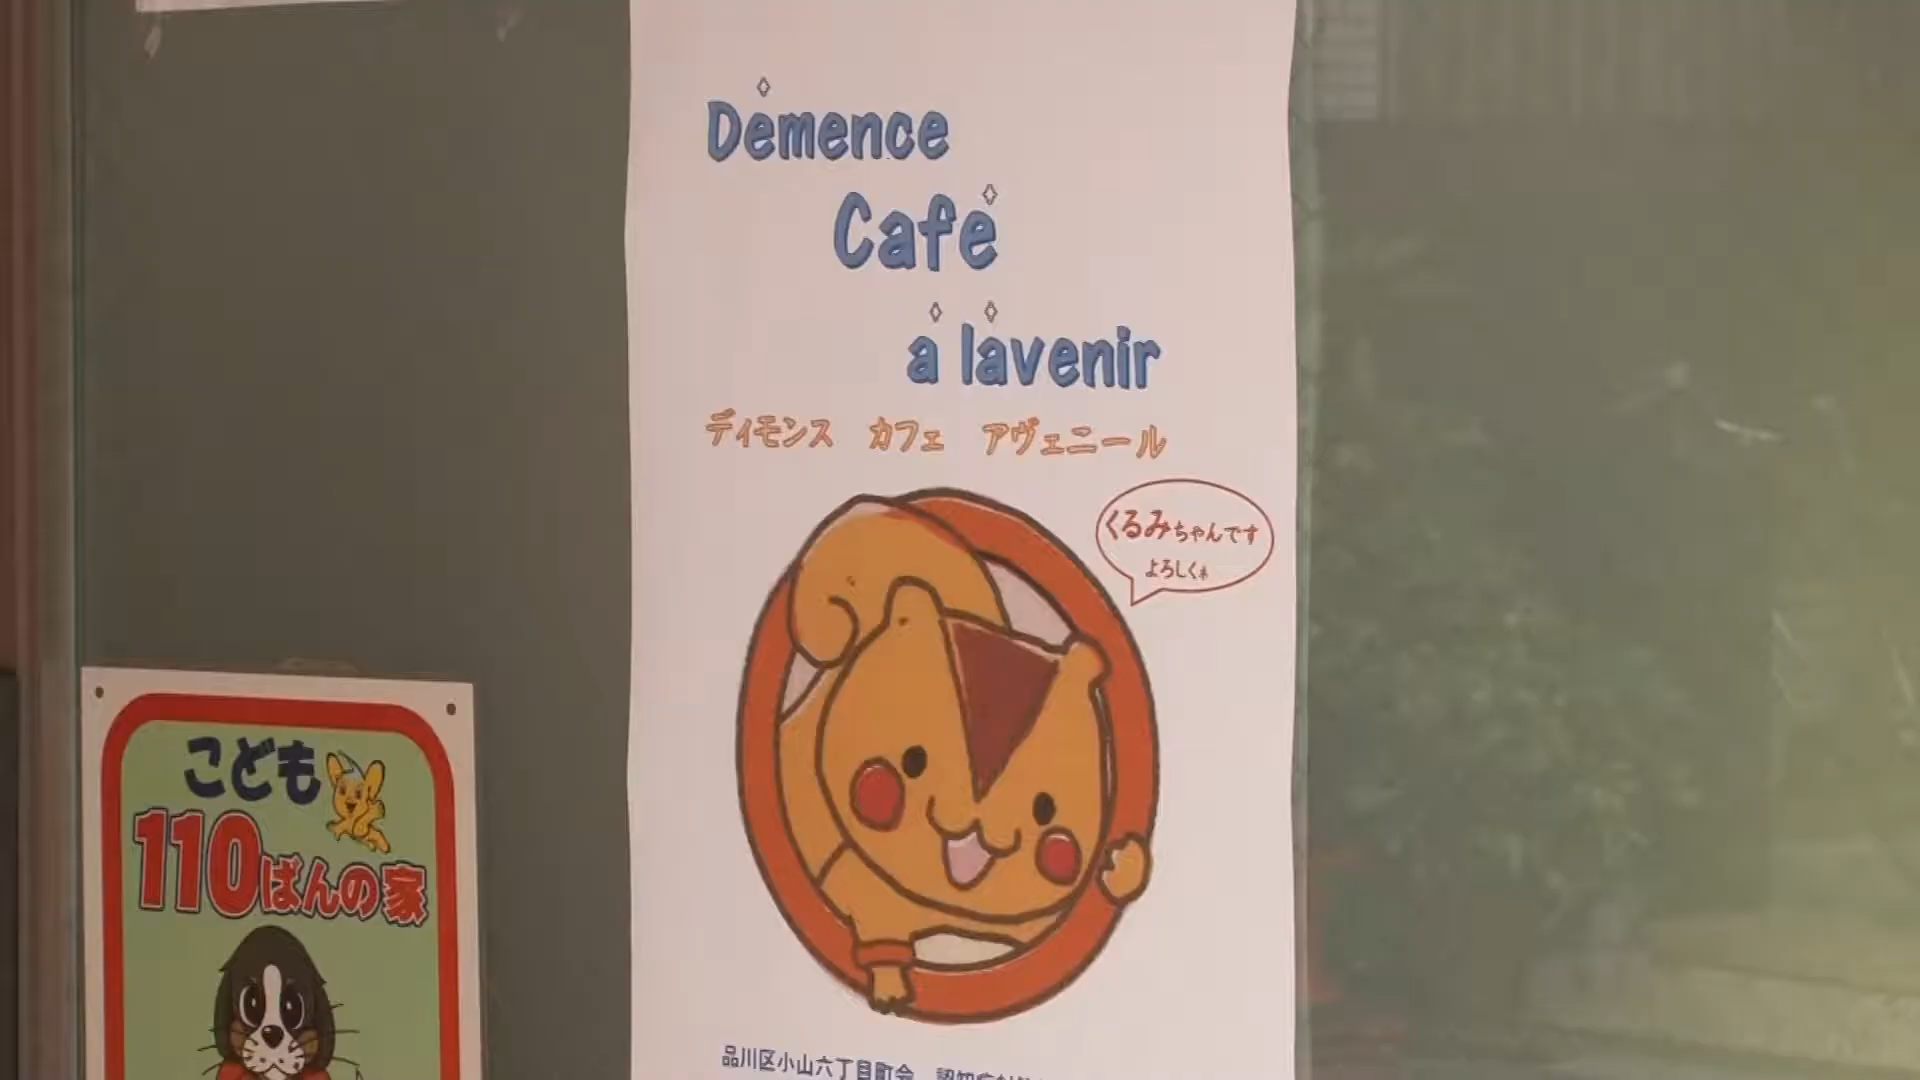 Demence
Cafe
a lavenir
ディモンス カフェ アヴェニール
くるみちゃんです
よろしくね
こども
110ばんの家
品川区小山六丁目町会